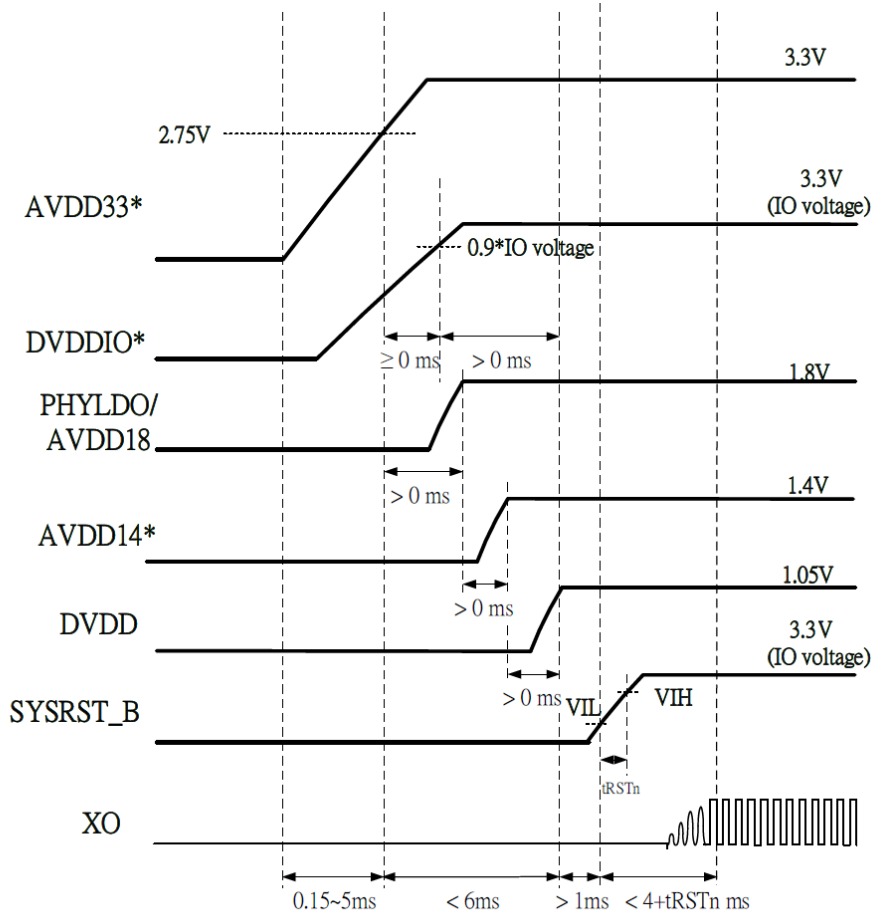 3.3V
2.75V
AVDD33*
3.3V
(IO voltage)
0.9*IO voltage
DVDDIO*
≥ 0 ms
> 0 ms
1.8V
PHYLDO/
AVDD18
> 0 ms
1.4V
AVDD14*
> 0 ms
1.05V
DVDD
3.3V
(IO voltage)
> 0 ms
VIL
VIH
SYSRST_B
tRSTn
XO
0.15~5ms
< 6ms
> 1ms
< 4+tRSTn ms